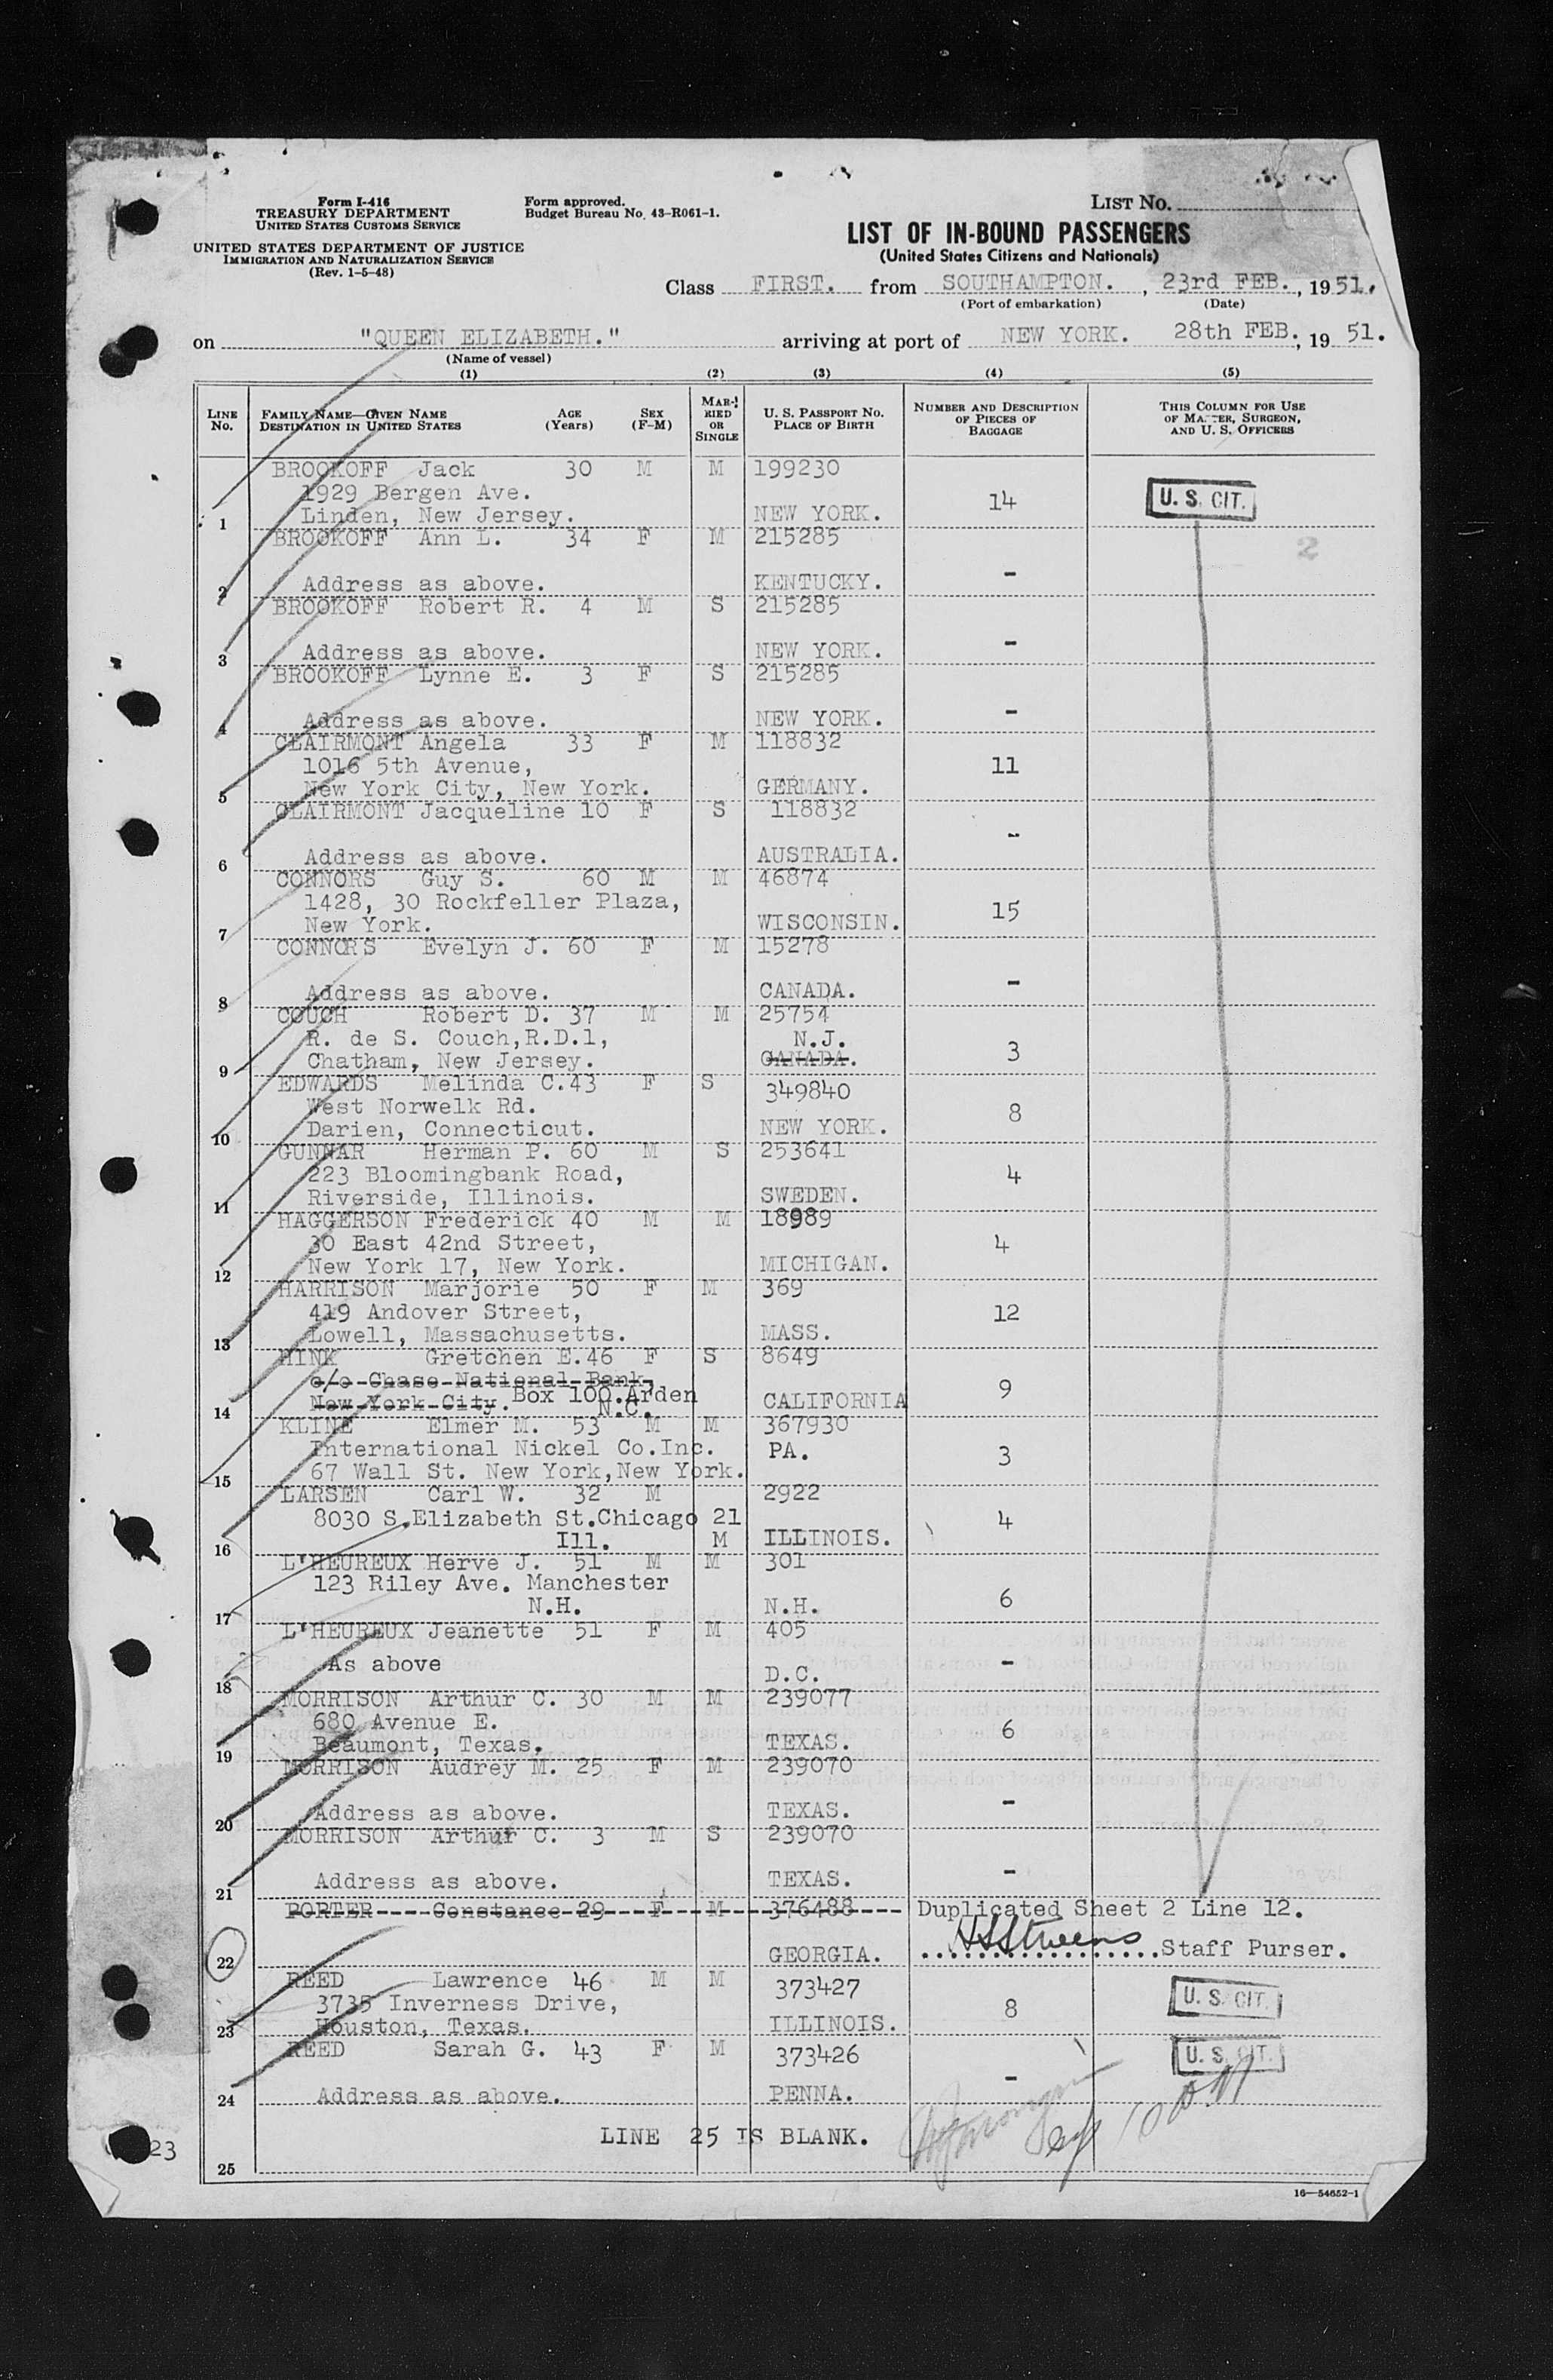 Form I-416
TREASURY DEPARTMENT
UNITED STATES CUSTOMS SERVICE
UNITED STATES DEPARTMENT OF JUSTICE
IMMIGRATION AND NATURALIZATION SERVICE
(Rev. 1-5-48)
Form approved.
Budget Bureau No. 43-R061-1.
LIST NO.
LIST OF IN-BOUND PASSENGERS
(United States Citizens and Nationals)
Class FIRST. from SOUTHAMPTON. , 23rd FEB. , 1951.
(Port of embarkation) (Date)
on "QUEEN ELIZABETH." arriving at port of NEW YORK. 28th FEB. , 19 51.
(Name of vessel)
(1) (2) (3) (4) (5)
LINE No. FAMILY NAME—GIVEN NAME DESTINATION IN UNITED STATES AGE (Years) SEX (F-M) MARRIED OR SINGLE U. S. PASSPORT No. PLACE OF BIRTH NUMBER AND DESCRIPTION OF PIECES OF BAGGAGE THIS COLUMN FOR USE OF MASTER, SURGEON, AND U. S. OFFICERS
BROOKOFF Jack 30 M M 199230
1929 Bergen Ave. 14 U. S. CIT.
1 Linden, New Jersey. NEW YORK.
BROOKOFF Ann L. 34 F M 215285
2
2 Address as above. KENTUCKY. -
BROOKOFF Robert R. 4 M S 215285
3 Address as above. NEW YORK. -
BROOKOFF Lynne E. 3 F S 215285
4 Address as above. NEW YORK. -
CLAIRMONT Angela 33 F M 118832
1016 5th Avenue, 11
5 New York City, New York. GERMANY.
CLAIRMONT Jacqueline 10 F S 118832
6 Address as above. AUSTRALIA. -
CONNORS Guy S. 60 M M 46874
1428, 30 Rockfeller Plaza, 15
7 New York. WISCONSIN.
CONNORS Evelyn J. 60 F M 15278
8 Address as above. CANADA. -
COUCH Robert D. 37 M M 25754
R. de S. Couch,R.D.1, N.J. 3
9 Chatham, New Jersey. CANADA.
EDWARDS Melinda C.43 F S 349840
West Norwelk Rd. 8
10 Darien, Connecticut. NEW YORK.
GUNNAR Herman P. 60 M S 253641
223 Bloomingbank Road, 4
11 Riverside, Illinois. SWEDEN.
HAGGERSON Frederick 40 M M 18989
30 East 42nd Street, 4
12 New York 17, New York. MICHIGAN.
HARRISON Marjorie 50 F M 369
419 Andover Street, 12
13 Lowell, Massachusetts. MASS.
HINK Gretchen E.46 F S 8649
c/o Chase National Bank, 9
14 New York City. Box 100.Arden N.C. CALIFORNIA
KLINE Elmer M. 53 M M 367930
International Nickel Co.Inc. PA. 3
15 67 Wall St. New York,New York.
LARSEN Carl W. 32 M 2922
8030 S.Elizabeth St.Chicago 21 4
16 Ill. M ILLINOIS.
L'HEUREUX Herve J. 51 M M 301
123 Riley Ave. Manchester 6
17 N.H. N.H.
L'HEUREUX Jeanette 51 F M 405
18 As above D.C. -
MORRISON Arthur C. 30 M M 239077
680 Avenue E. 6
19 Beaumont, Texas. TEXAS.
MORRISON Audrey M. 25 F M 239070
20 Address as above. TEXAS. -
MORRISON Arthur C. 3 M S 239070
21 Address as above. TEXAS. -
PORTER Constance 29 F M 376488 Duplicated Sheet 2 Line 12.
22 GEORGIA. Staff Purser.
REED Lawrence 46 M M 373427 U. S. CIT.
3735 Inverness Drive, 8
23 Houston, Texas. ILLINOIS.
REED Sarah G. 43 F M 373426 U. S. CIT.
24 Address as above. PENNA. -
23 LINE 25 IS BLANK.
25
16—54652-1